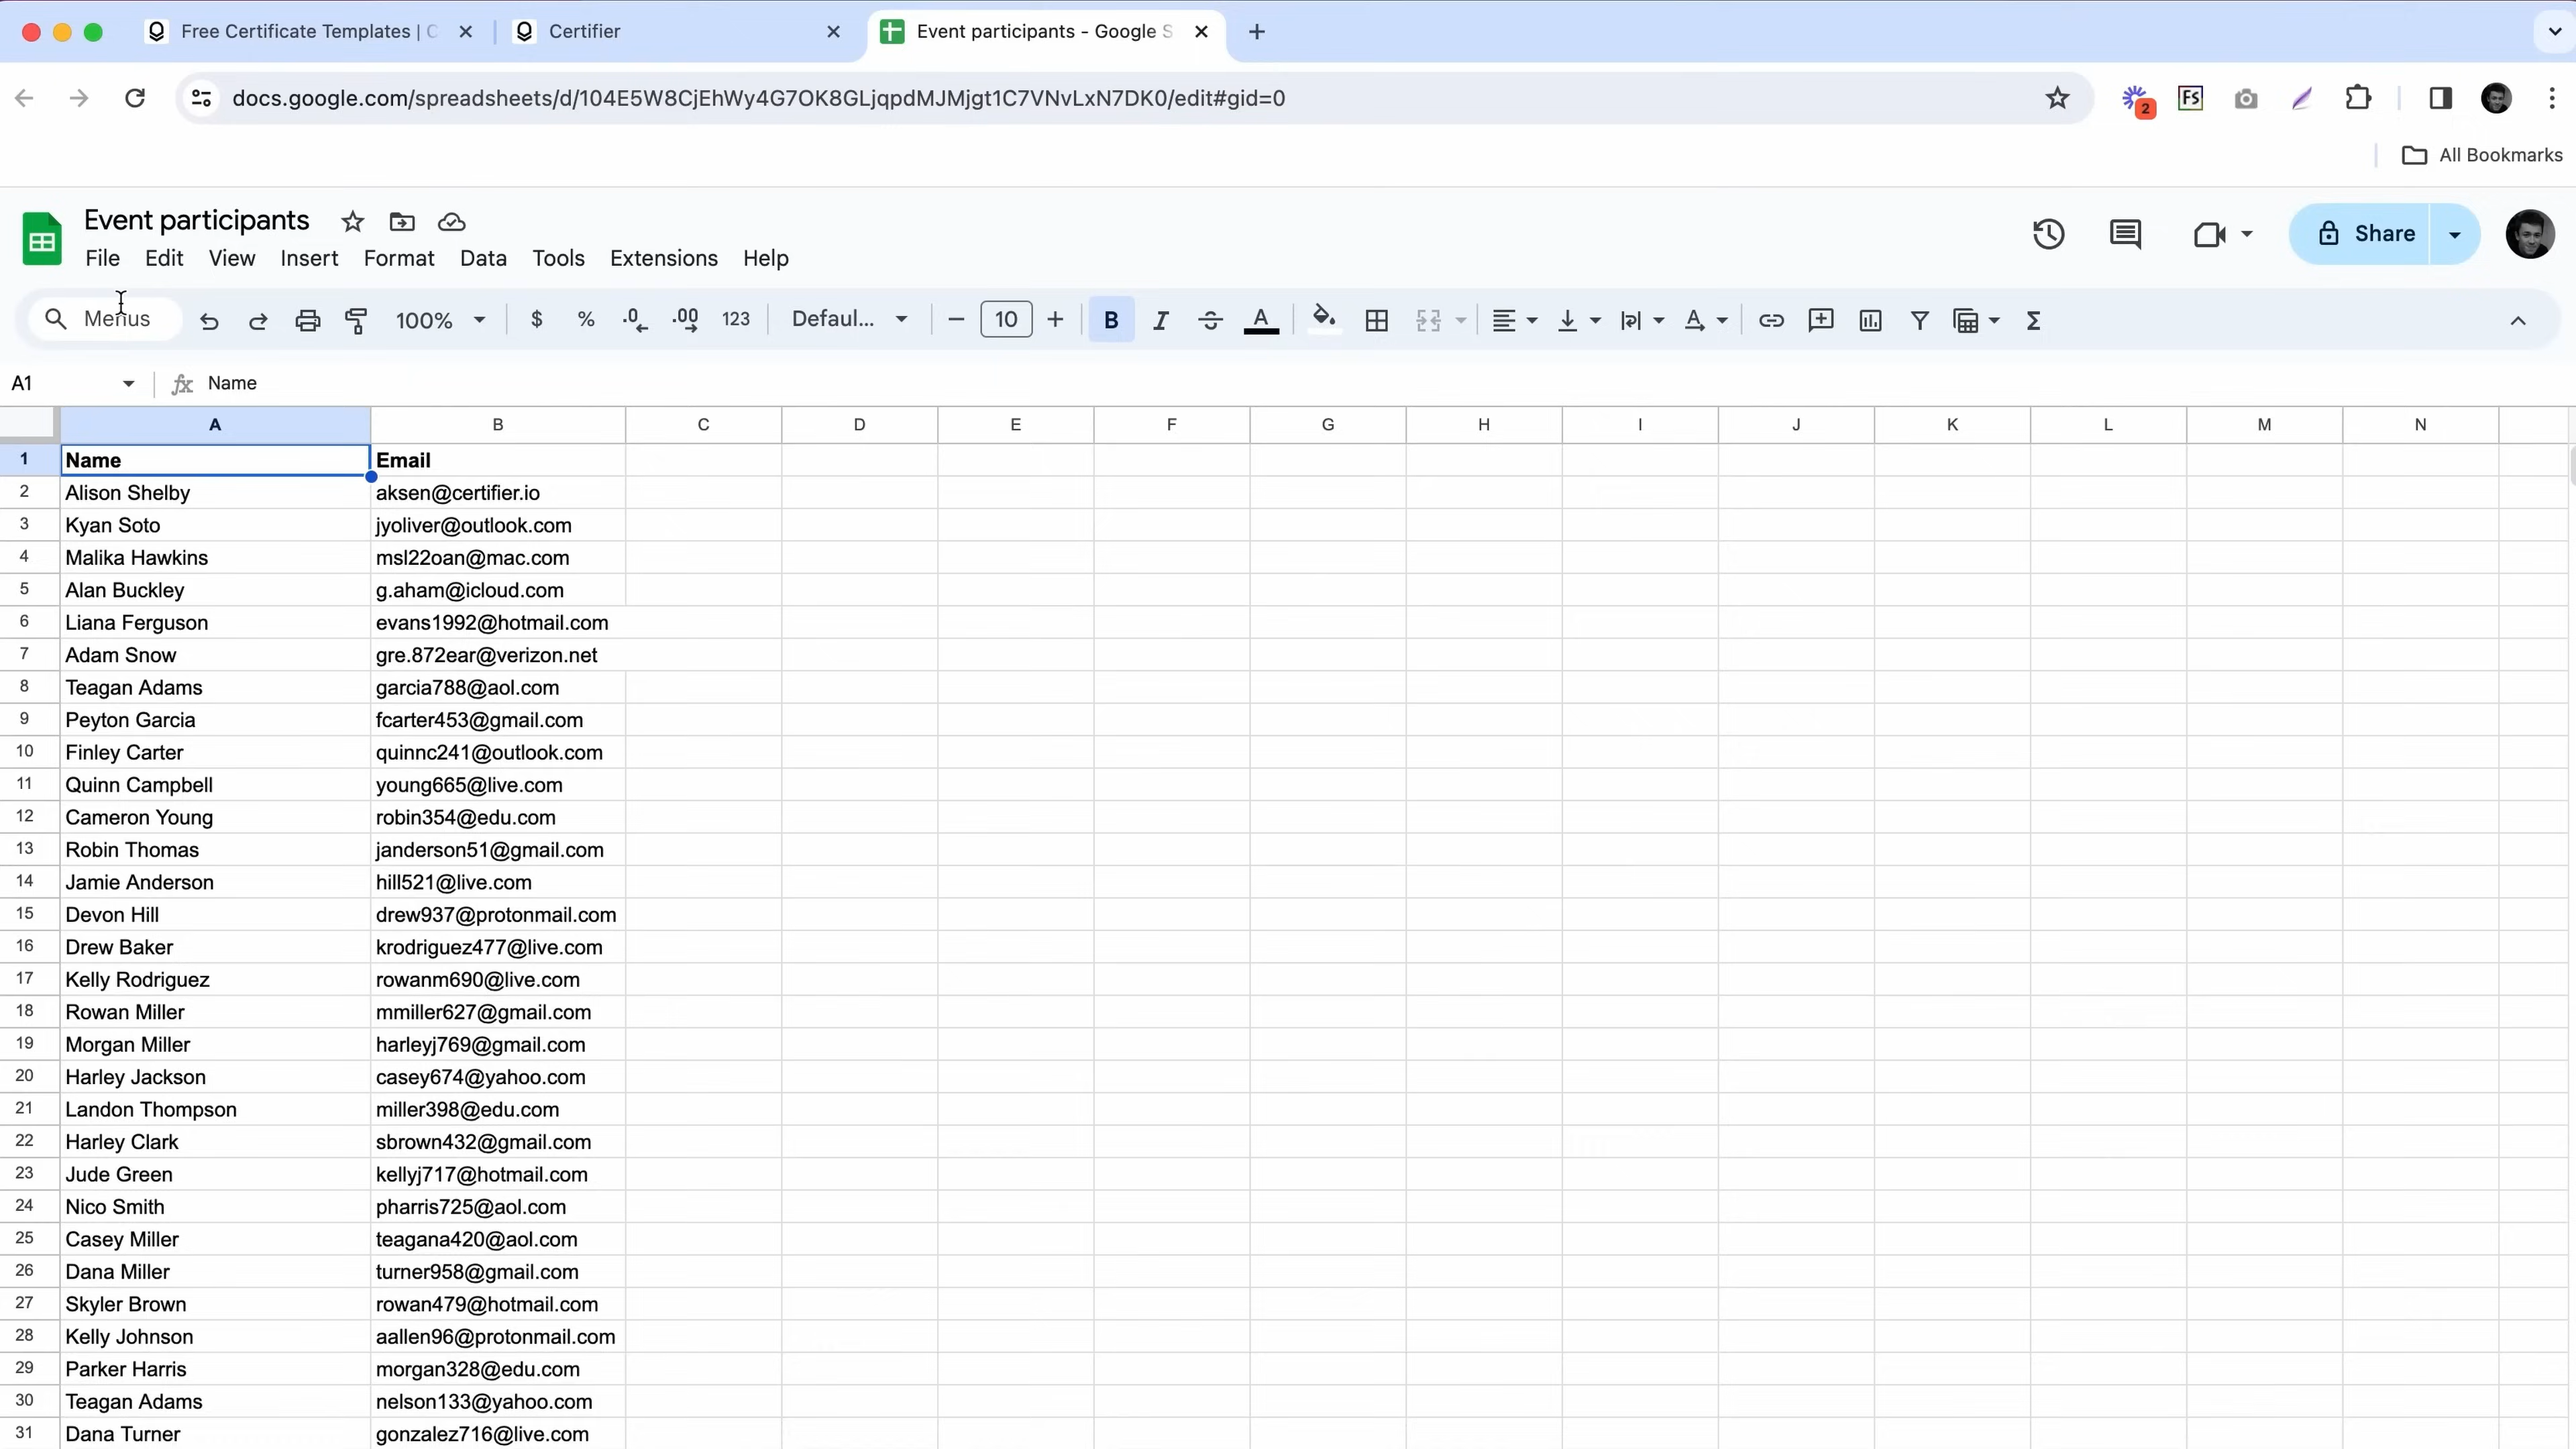 Free Certificate Templates | C
Certifier
Event participants - Google S
docs.google.com/spreadsheets/d/104E5W8CjEhWy4G7OK8GLjqpdMJMjgt1C7VNvLxN7DK0/edit#gid=0
2
FS
All Bookmarks
Event participants
File Edit View Insert Format Data Tools Extensions Help
Share
Menus 100% $ % .0 .00 123 Defaul... 10 B I A
A1 fx Name
A B C D E F G H I J K L M N
1 Name Email
2 Alison Shelby aksen@certifier.io
3 Kyan Soto jyoliver@outlook.com
4 Malika Hawkins msl22oan@mac.com
5 Alan Buckley g.aham@icloud.com
6 Liana Ferguson evans1992@hotmail.com
7 Adam Snow gre.872ear@verizon.net
8 Teagan Adams garcia788@aol.com
9 Peyton Garcia fcarter453@gmail.com
10 Finley Carter quinnc241@outlook.com
11 Quinn Campbell young665@live.com
12 Cameron Young robin354@edu.com
13 Robin Thomas janderson51@gmail.com
14 Jamie Anderson hill521@live.com
15 Devon Hill drew937@protonmail.com
16 Drew Baker krodriguez477@live.com
17 Kelly Rodriguez rowanm690@live.com
18 Rowan Miller mmiller627@gmail.com
19 Morgan Miller harleyj769@gmail.com
20 Harley Jackson casey674@yahoo.com
21 Landon Thompson miller398@edu.com
22 Harley Clark sbrown432@gmail.com
23 Jude Green kellyj717@hotmail.com
24 Nico Smith pharris725@aol.com
25 Casey Miller teagana420@aol.com
26 Dana Miller turner958@gmail.com
27 Skyler Brown rowan479@hotmail.com
28 Kelly Johnson aallen96@protonmail.com
29 Parker Harris morgan328@edu.com
30 Teagan Adams nelson133@yahoo.com
31 Dana Turner gonzalez716@live.com